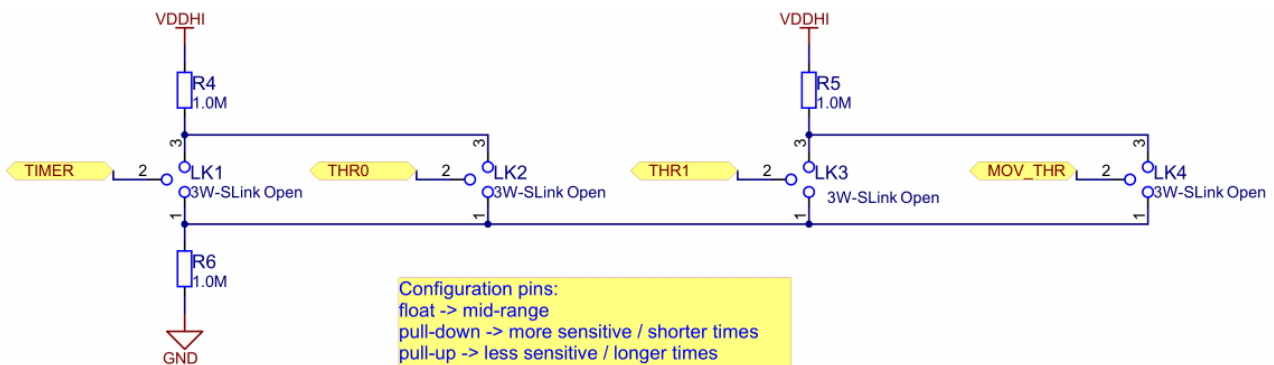 VDDHI
VDDHI
R4
1.0M
R5
1.0M
3
3
3
3
TIMER
2
LK1
3W-SLink Open
THR0
2
LK2
3W-SLink Open
THR1
2
LK3
3W-SLink Open
MOV_THR
2
LK4
3W-SLink Open
1
1
1
1
R6
1.0M
GND
Configuration pins:
float -> mid-range
pull-down -> more sensitive / shorter times
pull-up -> less sensitive / longer times